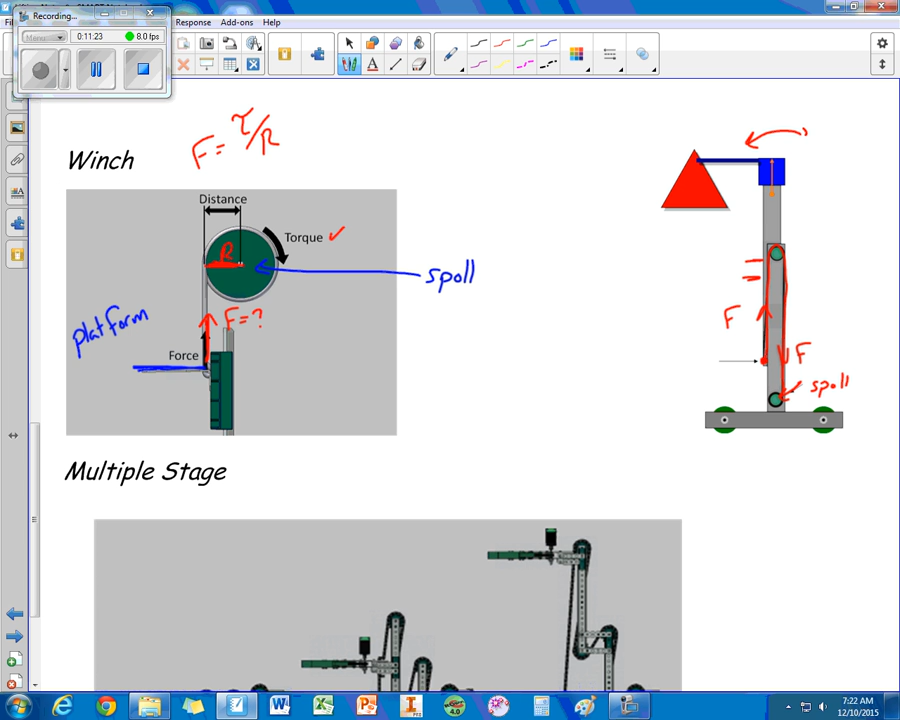 Recording...
Menu
0:11:23
8.0 fps
Response
Add-ons
Help
Winch
F = τ/R
Distance
Torque ✓
R
spoll
platform
F = ?
Force
F
F
spoll
Multiple Stage
7:22 AM
12/10/2015